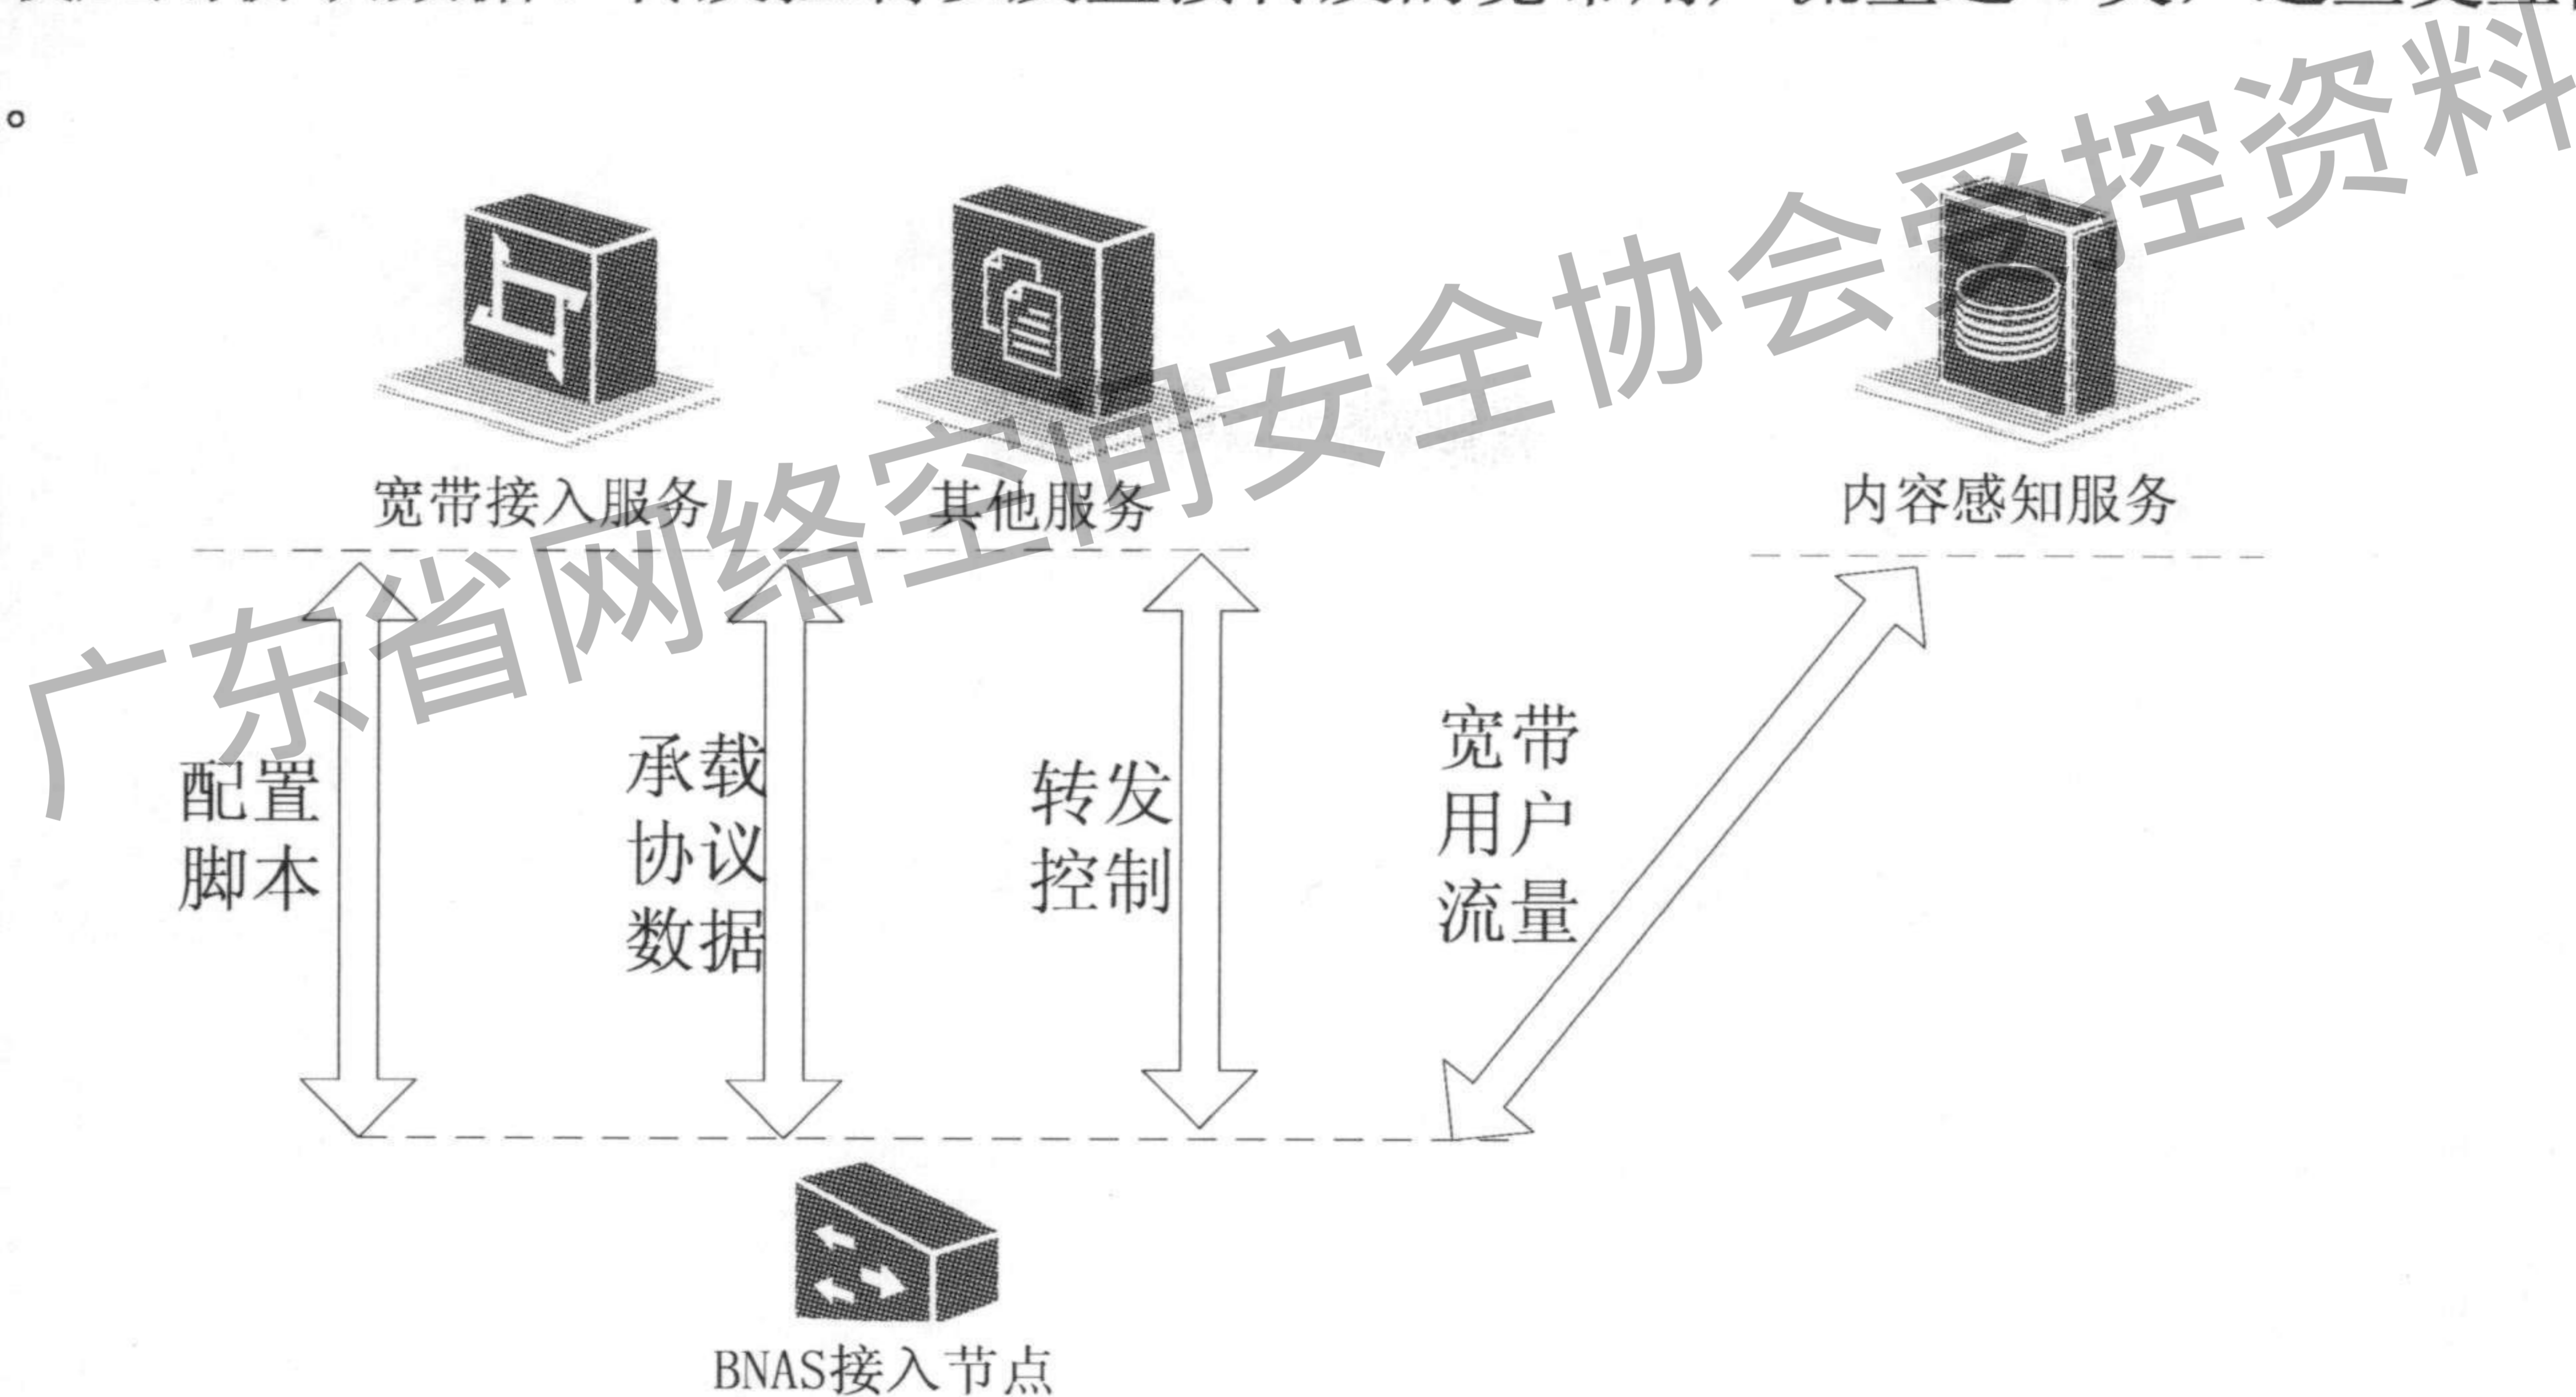 。
宽带接入服务
其他服务
内容感知服务
配置
脚本
承载
协议
数据
转发
控制
宽带
用户
流量
BNAS接入节点
广东省网络空间安全协会受控资料